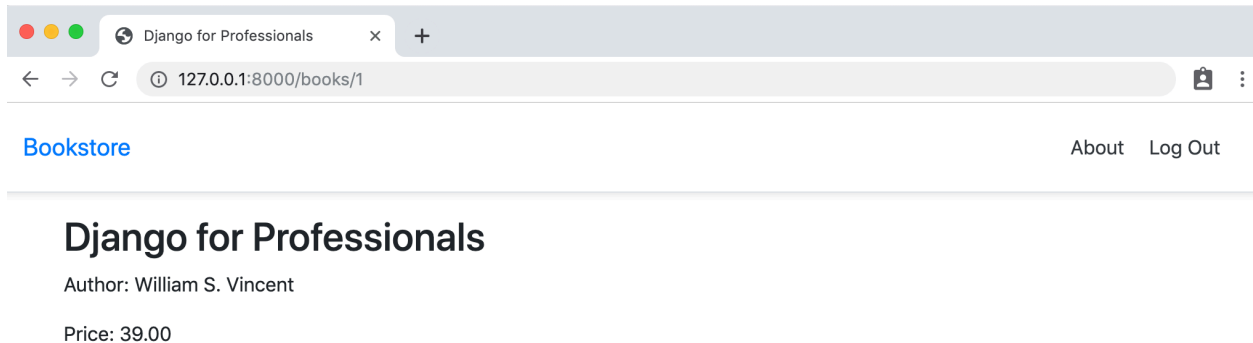 Django for Professionals
127.0.0.1:8000/books/1
Bookstore About Log Out
Django for Professionals
Author: William S. Vincent
Price: 39.00